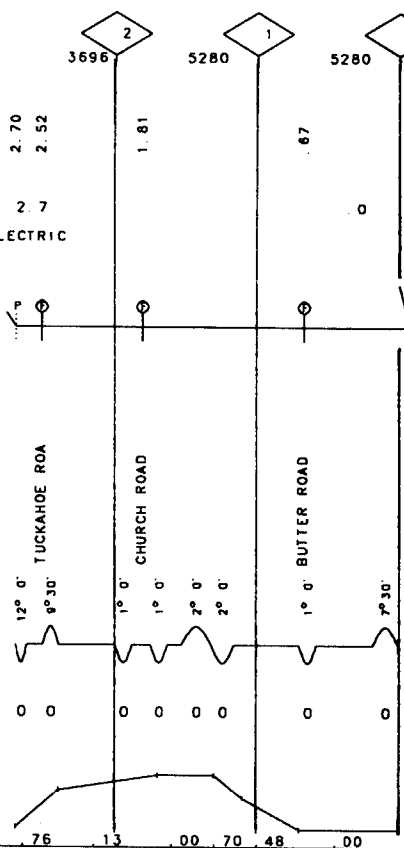 2 1
3696 5280 5280
2.70 2.52 1.81 .67
2.7 .0
LECTRIC
P F F F
TUCKAHOE ROA CHURCH ROAD BUTTER ROAD
12° 0' 9° 30' 1° 0' 1° 0' 2° 0' 2° 0' 1° 0' 7° 30'
0 0 0 0 0 0 0 0
76 .13 .00 .70 .48 .00